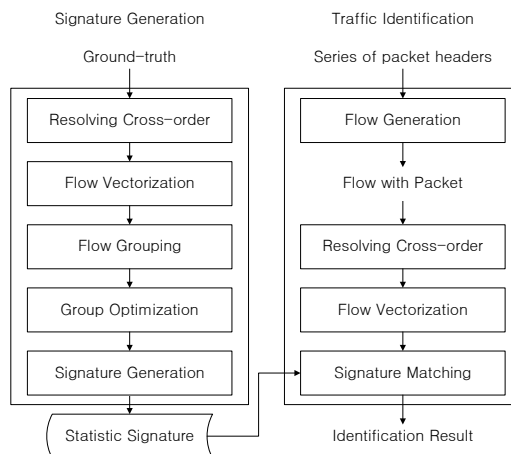 Signature Generation
Ground-truth
Resolving Cross-order
Flow Vectorization
Flow Grouping
Group Optimization
Signature Generation
Statistic Signature
Traffic Identification
Series of packet headers
Flow Generation
Flow with Packet
Resolving Cross-order
Flow Vectorization
Signature Matching
Identification Result